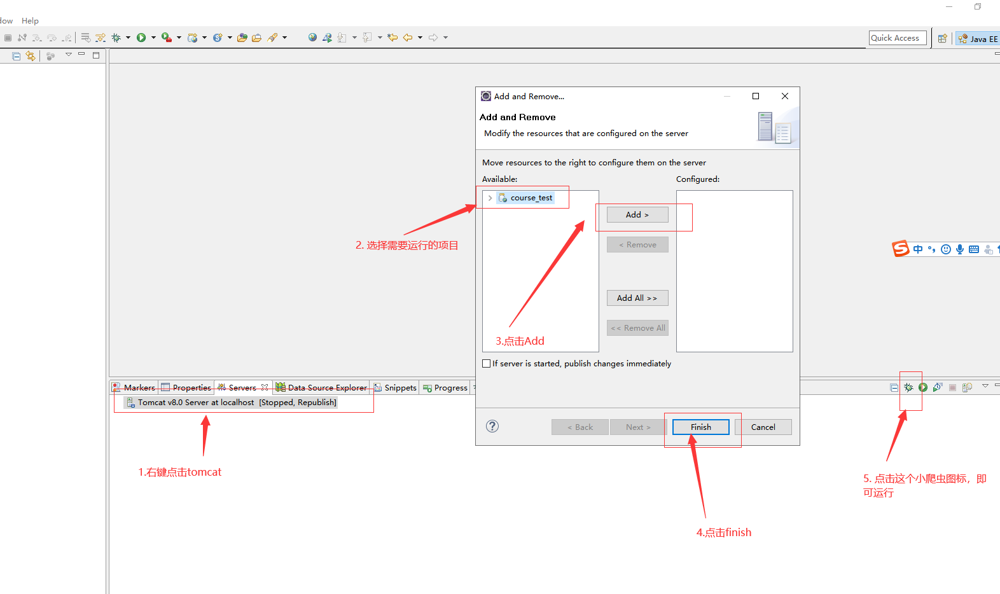 Help
Quick Access
Java EE
Add and Remove...
Add and Remove
Modify the resources that are configured on the server
Move resources to the right to configure them on the server
Available:
Configured:
course_test
Add >
< Remove
2. 选择需要运行的项目
中
Add All >>
<< Remove All
3.点击Add
If server is started, publish changes immediately
Markers
Properties
Servers
Data Source Explorer
Snippets
Progress
Tomcat v8.0 Server at localhost [Stopped, Republish]
< Back
Next >
Finish
Cancel
1.右键点击tomcat
5. 点击这个小爬虫图标，即
可运行
4.点击finish